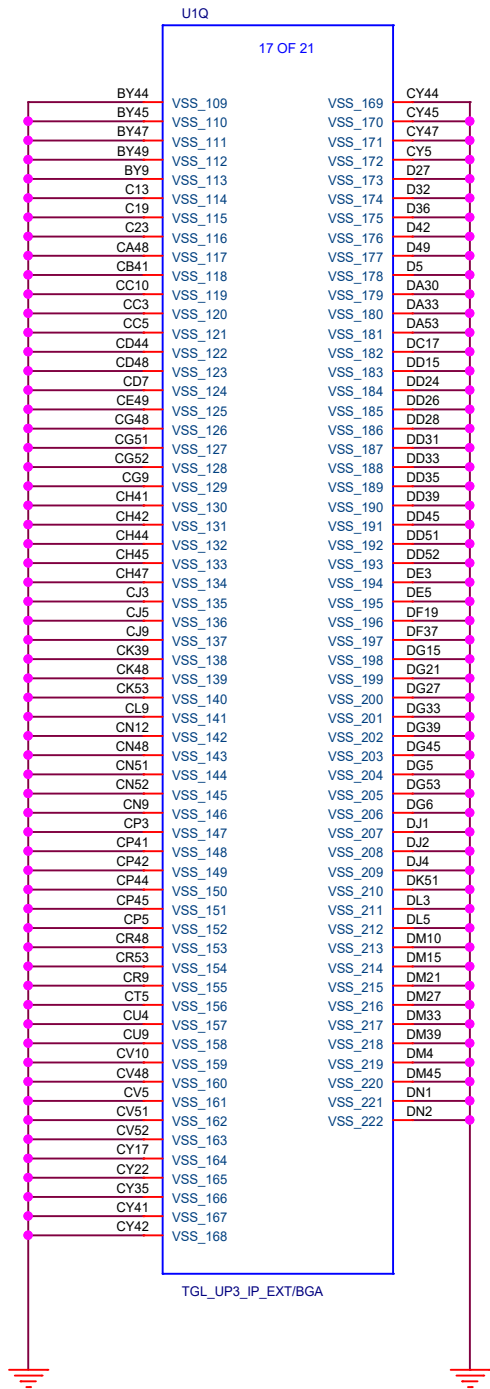 U1Q
17 OF 21
BY44 VSS_109 VSS_169 CY44
BY45 VSS_110 VSS_170 CY45
BY47 VSS_111 VSS_171 CY47
BY49 VSS_112 VSS_172 CY5
BY9 VSS_113 VSS_173 D27
C13 VSS_114 VSS_174 D32
C19 VSS_115 VSS_175 D36
C23 VSS_116 VSS_176 D42
CA48 VSS_117 VSS_177 D49
CB41 VSS_118 VSS_178 D5
CC10 VSS_119 VSS_179 DA30
CC3 VSS_120 VSS_180 DA33
CC5 VSS_121 VSS_181 DA53
CD44 VSS_122 VSS_182 DC17
CD48 VSS_123 VSS_183 DD15
CD7 VSS_124 VSS_184 DD24
CE49 VSS_125 VSS_185 DD26
CG48 VSS_126 VSS_186 DD28
CG51 VSS_127 VSS_187 DD31
CG52 VSS_128 VSS_188 DD33
CG9 VSS_129 VSS_189 DD35
CH41 VSS_130 VSS_190 DD39
CH42 VSS_131 VSS_191 DD45
CH44 VSS_132 VSS_192 DD51
CH45 VSS_133 VSS_193 DD52
CH47 VSS_134 VSS_194 DE3
CJ3 VSS_135 VSS_195 DE5
CJ5 VSS_136 VSS_196 DF19
CJ9 VSS_137 VSS_197 DF37
CK39 VSS_138 VSS_198 DG15
CK48 VSS_139 VSS_199 DG21
CK53 VSS_140 VSS_200 DG27
CL9 VSS_141 VSS_201 DG33
CN12 VSS_142 VSS_202 DG39
CN48 VSS_143 VSS_203 DG45
CN51 VSS_144 VSS_204 DG5
CN52 VSS_145 VSS_205 DG53
CN9 VSS_146 VSS_206 DG6
CP3 VSS_147 VSS_207 DJ1
CP41 VSS_148 VSS_208 DJ2
CP42 VSS_149 VSS_209 DJ4
CP44 VSS_150 VSS_210 DK51
CP45 VSS_151 VSS_211 DL3
CP5 VSS_152 VSS_212 DL5
CR48 VSS_153 VSS_213 DM10
CR53 VSS_154 VSS_214 DM15
CR9 VSS_155 VSS_215 DM21
CT5 VSS_156 VSS_216 DM27
CU4 VSS_157 VSS_217 DM33
CU9 VSS_158 VSS_218 DM39
CV10 VSS_159 VSS_219 DM4
CV48 VSS_160 VSS_220 DM45
CV5 VSS_161 VSS_221 DN1
CV51 VSS_162 VSS_222 DN2
CV52 VSS_163
CY17 VSS_164
CY22 VSS_165
CY35 VSS_166
CY41 VSS_167
CY42 VSS_168
TGL_UP3_IP_EXT/BGA